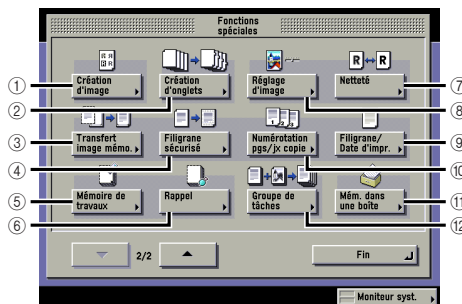 Fonctions
spéciales
R R
① Création
d'image
② Création
d'onglets
Réglage
d'image ⑧
Netteté ⑦
③ Transfert
image mémo.
④ Filigrane
sécurisé
Numérotation
pgs/jx copie ⑩
Filigrane/
Date d'impr. ⑨
⑤ Mémoire de
travaux
⑥ Rappel
Groupe de
tâches ⑫
Mém. dans
une boîte ⑪
2/2
Fin
Moniteur syst.